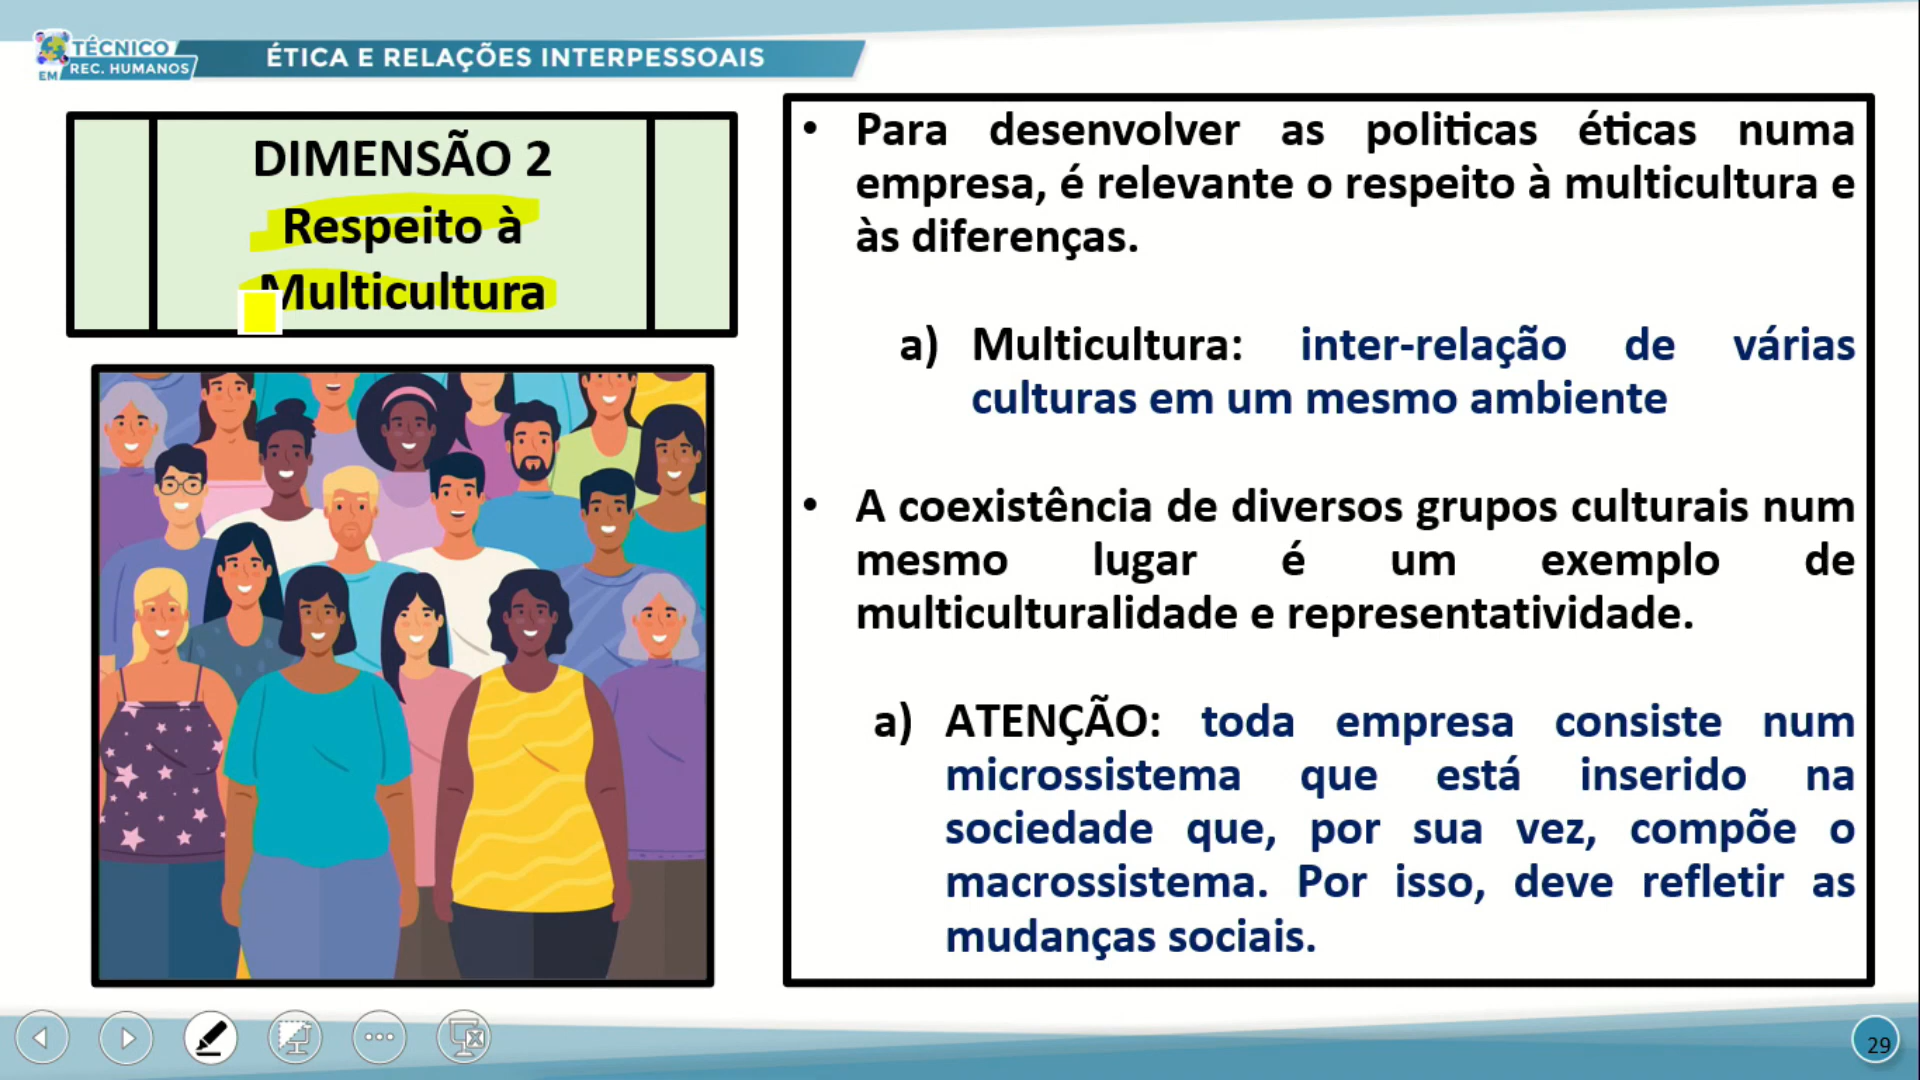 TÉCNICO
EM REC. HUMANOS
ÉTICA E RELAÇÕES INTERPESSOAIS
DIMENSÃO 2
Respeito à
Multicultura
• Para desenvolver as politicas éticas numa
empresa, é relevante o respeito à multicultura e
às diferenças.
a) Multicultura: inter-relação de várias
culturas em um mesmo ambiente
• A coexistência de diversos grupos culturais num
mesmo lugar é um exemplo de
multiculturalidade e representatividade.
a) ATENÇÃO: toda empresa consiste num
microssistema que está inserido na
sociedade que, por sua vez, compõe o
macrossistema. Por isso, deve refletir as
mudanças sociais.
29